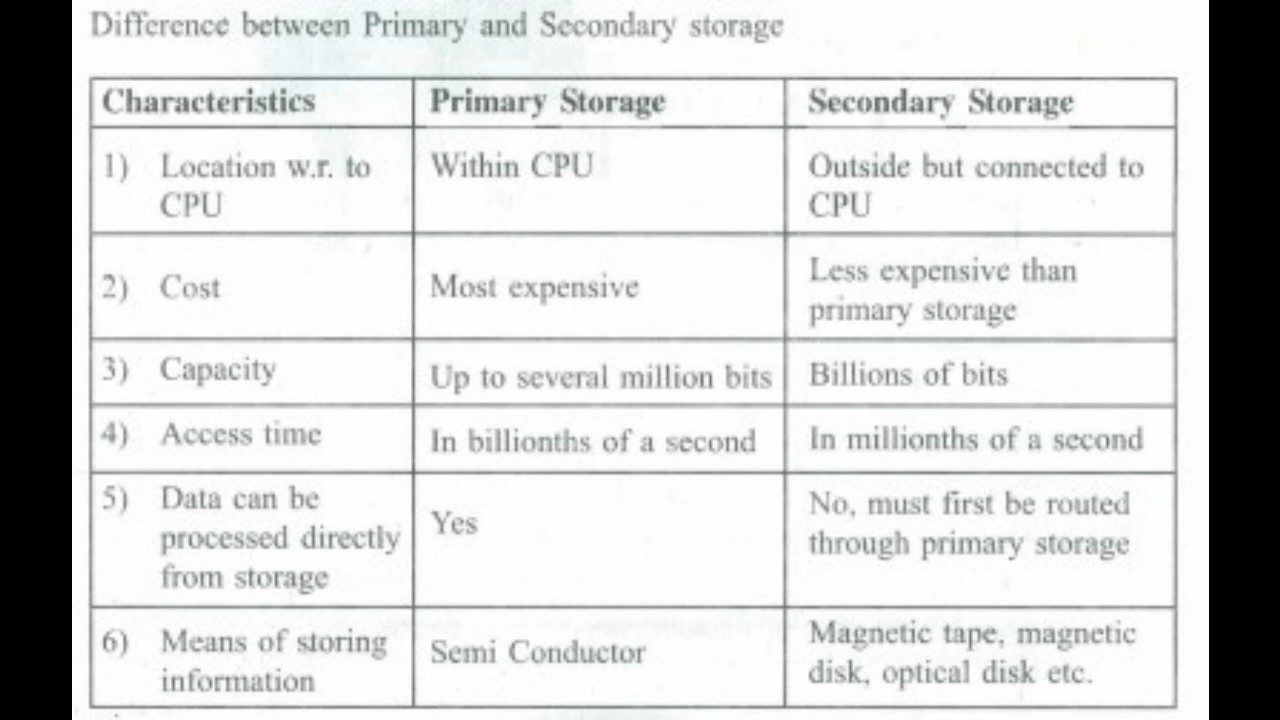 Difference between Primary and Secondary storage
Characteristics Primary Storage Secondary Storage
1) Location w.r. to CPU Within CPU Outside but connected to CPU
2) Cost Most expensive Less expensive than primary storage
3) Capacity Up to several million bits Billions of bits
4) Access time In billionths of a second In millionths of a second
5) Data can be processed directly from storage Yes No, must first be routed through primary storage
6) Means of storing information Semi Conductor Magnetic tape, magnetic disk, optical disk etc.